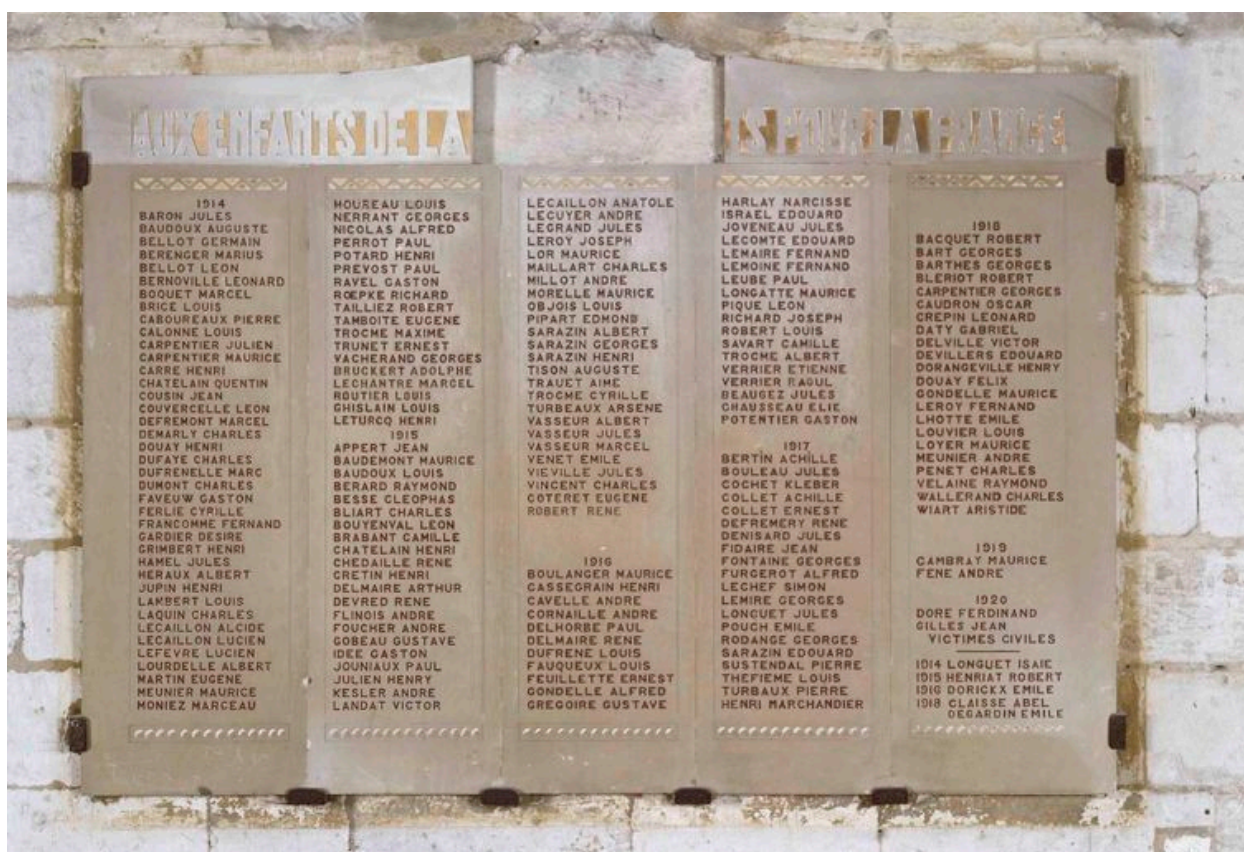 AUX ENFANTS DE LA
TS POUR LA FRANCE
1914
BARON JULES
BAUDOUX AUGUSTE
BELLOT GERMAIN
BERENGER MARIUS
BELLOT LEON
BERNOVILLE LEONARD
BOQUET MARCEL
BRICE LOUIS
CABOUREAUX PIERRE
CALONNE LOUIS
CARPENTIER JULIEN
CARPENTIER MAURICE
CARRE HENRI
CHATELAIN QUENTIN
COUSIN JEAN
COUVERCELLE LEON
DEFREMONT MARCEL
DEMARLY CHARLES
DOUAY HENRI
DUFAYE CHARLES
DUFRENELLE MARC
DUMONT CHARLES
FAVEUW GASTON
FERLIE CYRILLE
FRANCOMME FERNAND
GARDIER DESIRE
GRIMBERT HENRI
HAMEL JULES
HERAUX ALBERT
JUPIN HENRI
LAMBERT LOUIS
LAQUIN CHARLES
LECAILLON ALCIDE
LECAILLON LUCIEN
LEFEVRE LUCIEN
LOURDELLE ALBERT
MARTIN EUGENE
MEUNIER MAURICE
MONIEZ MARCEAU
MOUREAU LOUIS
NERRANT GEORGES
NICOLAS ALFRED
PERROT PAUL
POTARD HENRI
PREVOST PAUL
RAVEL GASTON
RŒPKE RICHARD
TAILLIEZ ROBERT
TAMBOITE EUGENE
TROCME MAXIME
TRUNET ERNEST
VACHERAND GEORGES
BRUCKERT ADOLPHE
LECHANTRE MARCEL
ROUTIER LOUIS
GHISLAIN LOUIS
LETURCQ HENRI
1915
APPERT JEAN
BAUDEMONT MAURICE
BAUDOUX LOUIS
BERARD RAYMOND
BESSE CLEOPHAS
BLIART CHARLES
BOUYENVAL LEON
BRABANT CAMILLE
CHATELAIN HENRI
CHEDAILLE RENE
CRETIN HENRI
DELMAIRE ARTHUR
DEVRED RENE
FLINOIS ANDRE
FOUCHER ANDRE
GOBEAU GUSTAVE
IDEE GASTON
JOUNIAUX PAUL
JULIEN HENRY
KESLER ANDRE
LANDAT VICTOR
LECAILLON ANATOLE
LECUYER ANDRE
LEGRAND JULES
LEROY JOSEPH
LOR MAURICE
MAILLART CHARLES
MILLOT ANDRE
MORELLE MAURICE
OBJOIS LOUIS
PIPART EDMOND
SARAZIN ALBERT
SARAZIN GEORGES
SARAZIN HENRI
TISON AUGUSTE
TRAUET AIME
TROCME CYRILLE
TURBEAUX ARSENE
VASSEUR ALBERT
VASSEUR JULES
VASSEUR MARCEL
VENET EMILE
VIEVILLE JULES
VINCENT CHARLES
COTERET EUGENE
ROBERT RENE
1916
BOULANGER MAURICE
CASSEGRAIN HENRI
CAVELLE ANDRE
CORNAILLE ANDRE
DELHORBE PAUL
DELMAIRE RENE
DUFRENE LOUIS
FAUQUEUX LOUIS
FEUILLETTE ERNEST
GONDELLE ALFRED
GREGOIRE GUSTAVE
HARLAY NARCISSE
ISRAEL EDOUARD
JOVENEAU JULES
LECOMTE EDOUARD
LEMAIRE FERNAND
LEMOINE FERNAND
LEUBE PAUL
LONGATTE MAURICE
PIQUE LEON
RICHARD JOSEPH
ROBERT LOUIS
SAVART CAMILLE
TROCME ALBERT
VERRIER ETIENNE
VERRIER RAOUL
BEAUGEZ JULES
CHAUSSEAU ELIE
POTENTIER GASTON
1917
BERTIN ACHILLE
BOULEAU JULES
COCHET KLEBER
COLLET ACHILLE
COLLET ERNEST
DEFREMERY RENE
DENISARD JULES
FIDAIRE JEAN
FONTAINE GEORGES
FURGEROT ALFRED
LECHEF SIMON
LEMIRE GEORGES
LONGUET JULES
POUCH EMILE
RODANGE GEORGES
SARAZIN EDOUARD
SUSTENDAL PIERRE
THEFIEME LOUIS
TURBAUX PIERRE
HENRI MARCHANDIER
1918
BACQUET ROBERT
BART GEORGES
BARTHES GEORGES
BLERIOT ROBERT
CARPENTIER GEORGES
CAUDRON OSCAR
CREPIN LEONARD
DATY GABRIEL
DELVILLE VICTOR
DEVILLERS EDOUARD
DORANGEVILLE HENRY
DOUAY FELIX
GONDELLE MAURICE
LEROY FERNAND
LHOTTE EMILE
LOUVIER LOUIS
LOYER MAURICE
MEUNIER ANDRE
PENET CHARLES
VELAINE RAYMOND
WALLERAND CHARLES
WIART ARISTIDE
1919
CAMBRAY MAURICE
FENE ANDRE
1920
DORE FERDINAND
GILLES JEAN
VICTIMES CIVILES
1914 LONGUET ISAIE
1915 HENRIAT ROBERT
1916 DORICKX EMILE
1918 CLAISSE ABEL
DEGARDIN EMILE